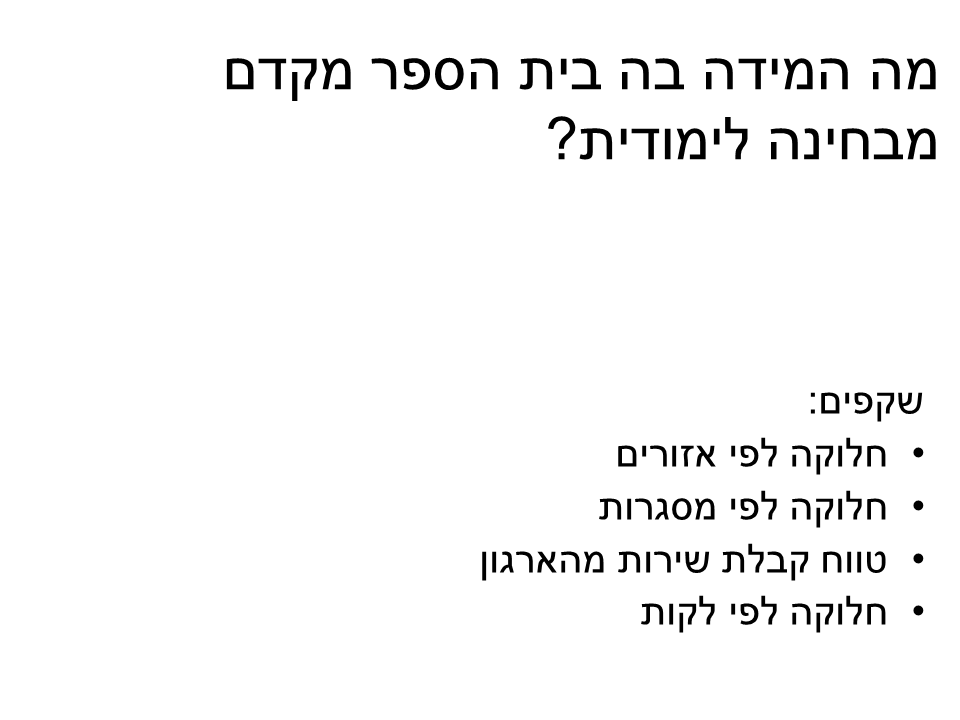 מה המידה בה בית הספר מקדם
מבחינה לימודית?
שקפים:
• חלוקה לפי אזורים
• חלוקה לפי מסגרות
• טווח קבלת שירות מהארגון
• חלוקה לפי לקות